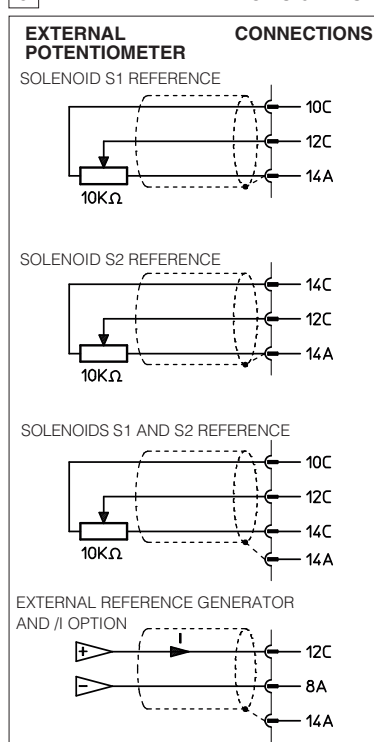 EXTERNAL CONNECTIONS
POTENTIOMETER
SOLENOID S1 REFERENCE
10C
12C
14A
10KΩ
SOLENOID S2 REFERENCE
14C
12C
14A
10KΩ
SOLENOIDS S1 AND S2 REFERENCE
10C
12C
14C
10KΩ
14A
EXTERNAL REFERENCE GENERATOR
AND /I OPTION
I
+
12C
-
8A
14A